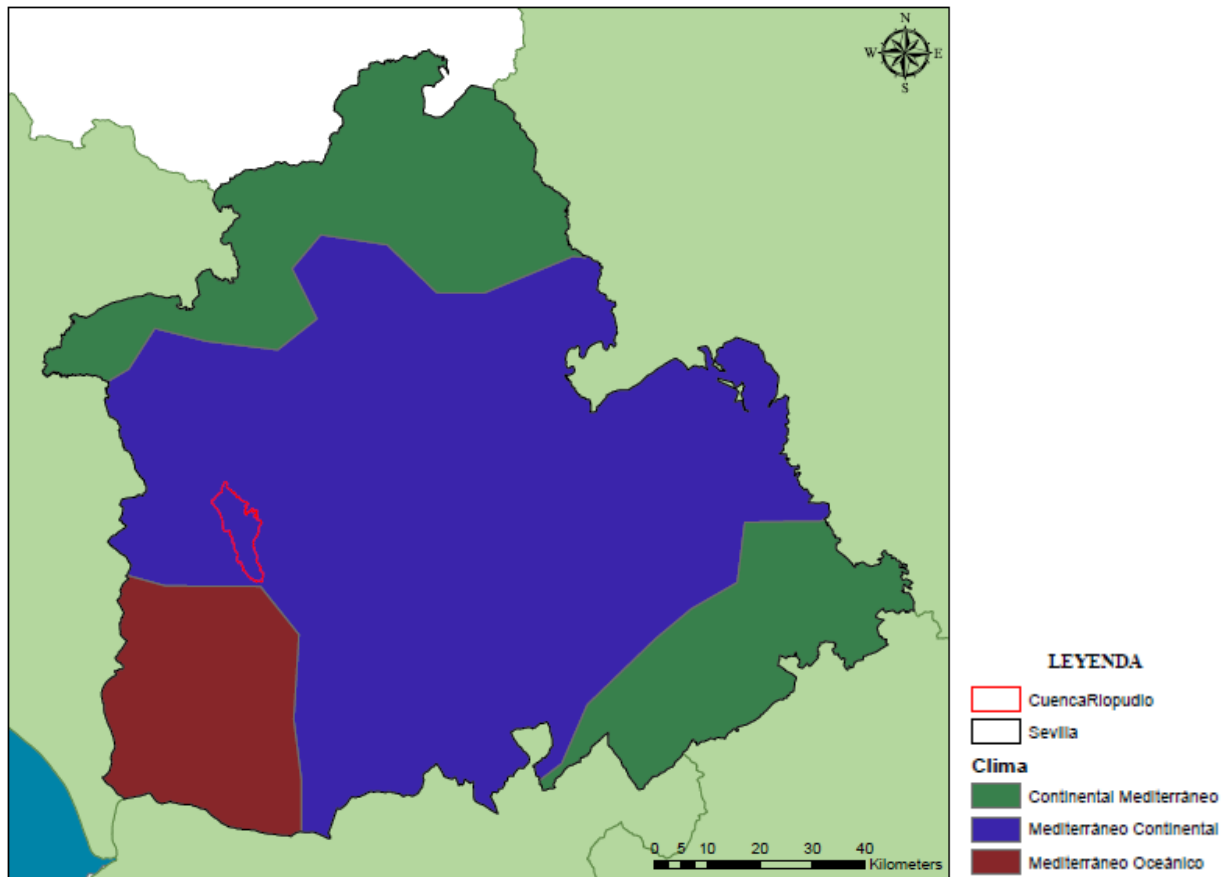 N
W E
S
LEYENDA
CuencaRiopudio
Sevilla
Clima
Continental Mediterráneo
Mediterráneo Continental
Mediterráneo Oceánico
0 5 10 20 30 40
Kilometers